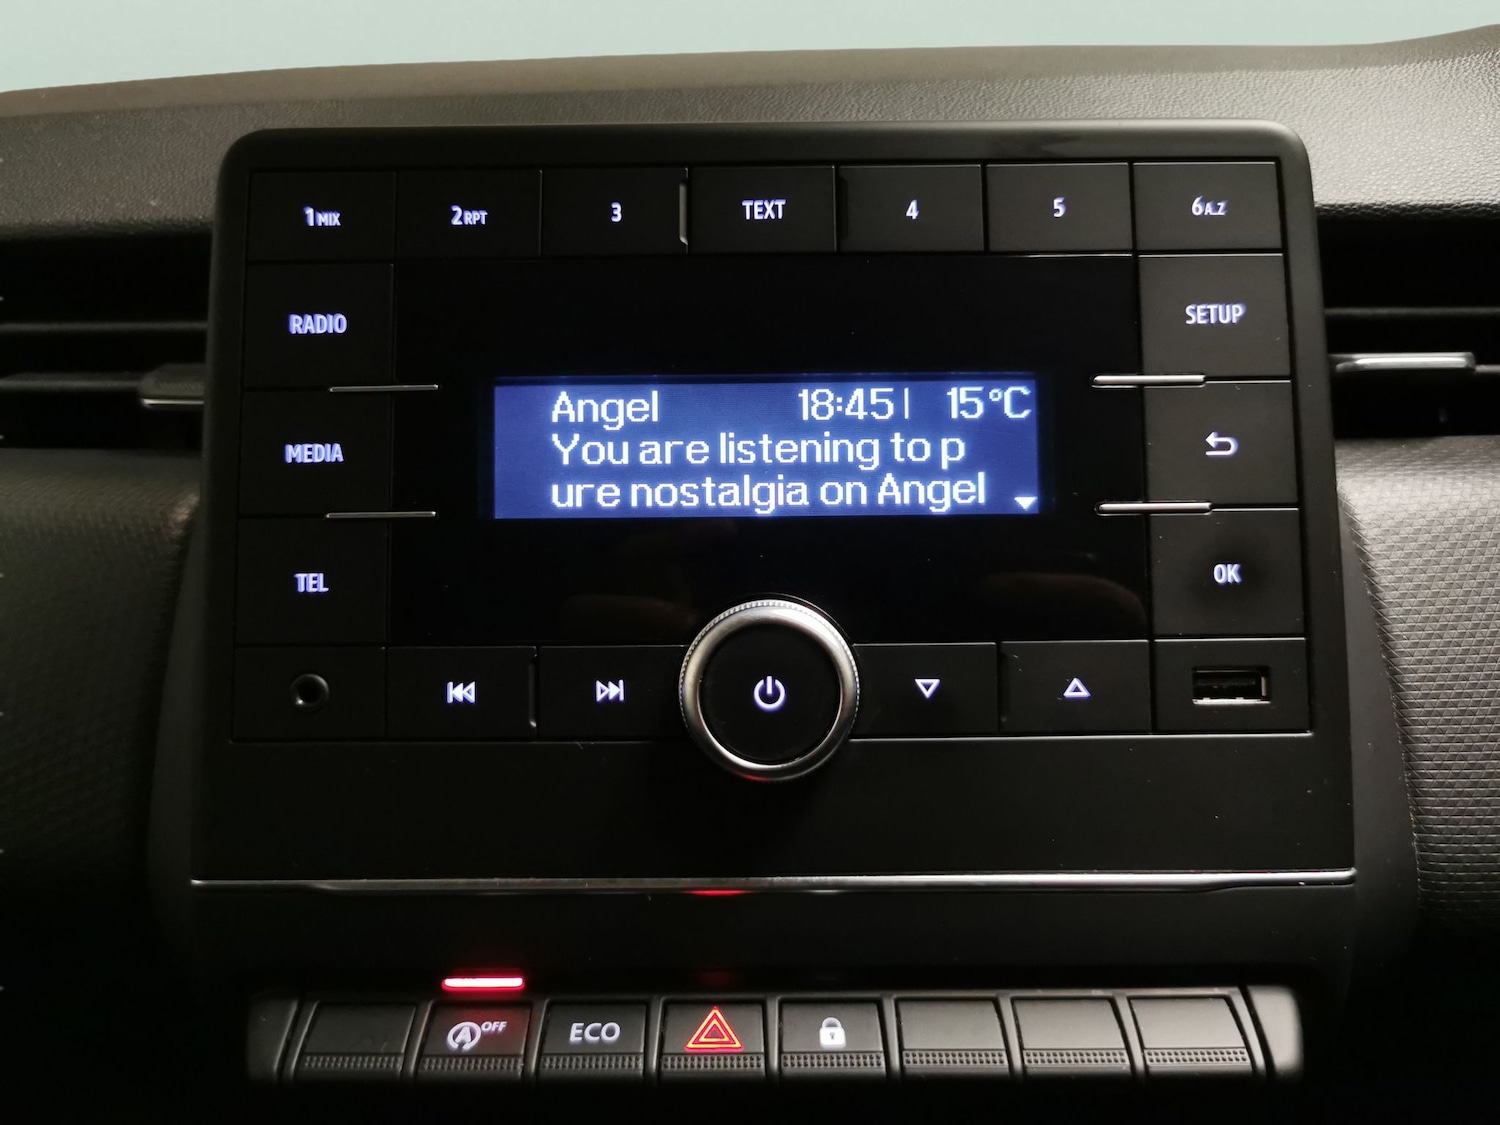 1MIX 2RPT 3 TEXT 4 5 6A.Z
RADIO
SETUP
Angel 18:45| 15°C
You are listening to p
ure nostalgia on Angel
MEDIA
TEL
OK
A OFF ECO